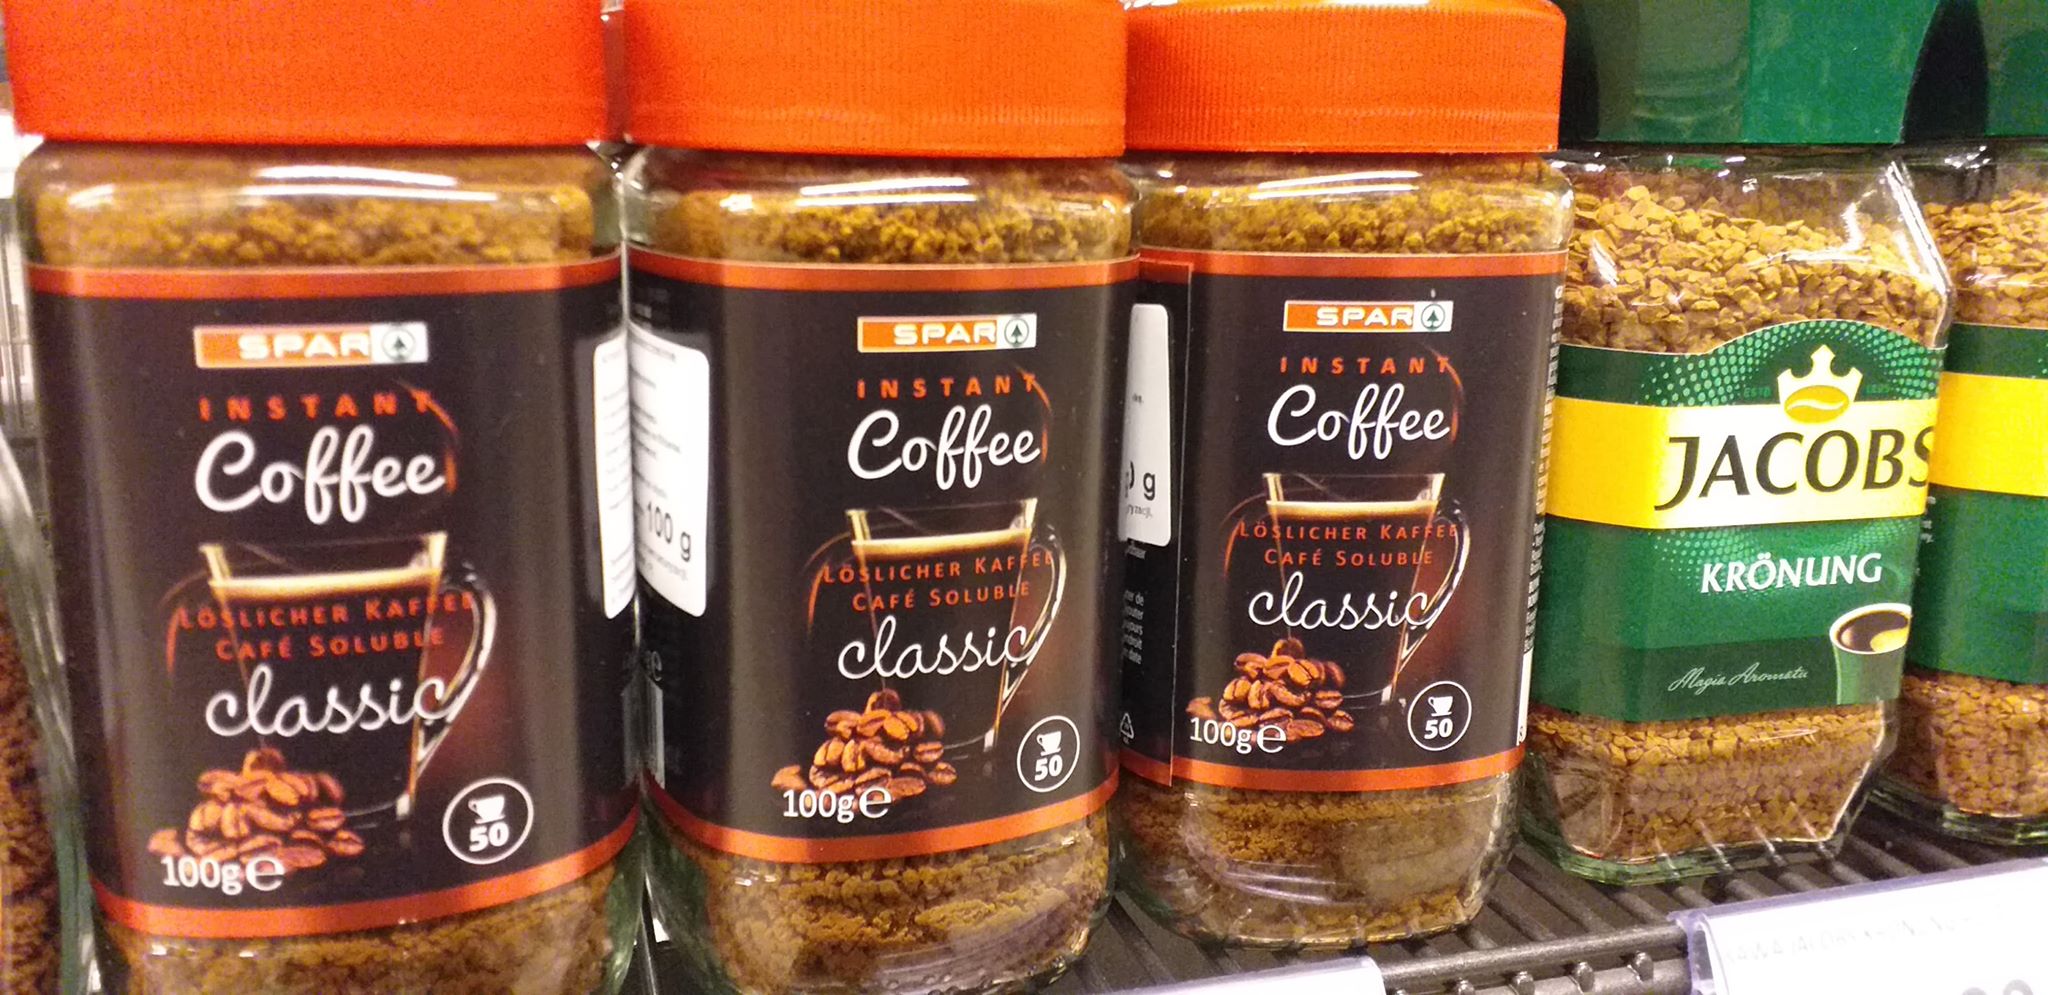 SPAR
INSTANT
Coffee
LÖSLICHER KAFFEE
CAFÉ SOLUBLE
classic
100g℮
50
100 g
SPAR
INSTANT
Coffee
LÖSLICHER KAFFEE
CAFÉ SOLUBLE
classic
100g℮
50
g
SPAR
INSTANT
Coffee
LÖSLICHER KAFFEE
CAFÉ SOLUBLE
classic
100g℮
50
JACOBS
KRÖNUNG
Magia Aromatu